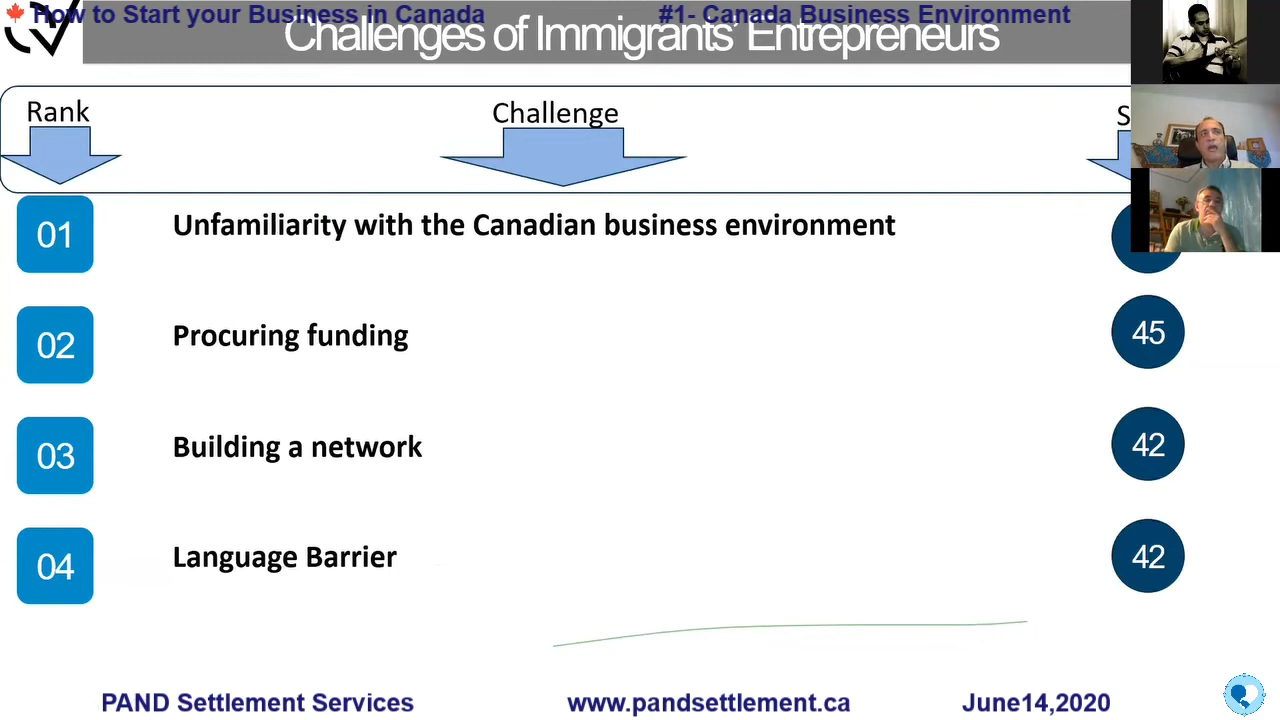 How to Start your Business in Canada
#1- Canada Business Environment
Challenges of Immigrants' Entrepreneurs
Rank
Challenge
01
Unfamiliarity with the Canadian business environment
02
Procuring funding
45
03
Building a network
42
04
Language Barrier
42
PAND Settlement Services
www.pandsettlement.ca
June14,2020